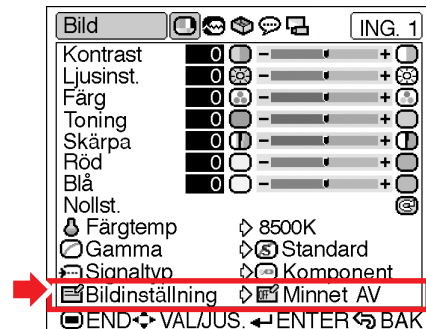 Bild ING. 1
Kontrast 0 - +
Ljusinst. 0 - +
Färg 0 - +
Toning 0 - +
Skärpa 0 - +
Röd 0 - +
Blå 0 - +
Nollst.
Färgtemp 8500K
Gamma S Standard
Signaltyp Komponent
Bildinställning OFF Minnet AV
END VAL/JUS. ENTER BAK